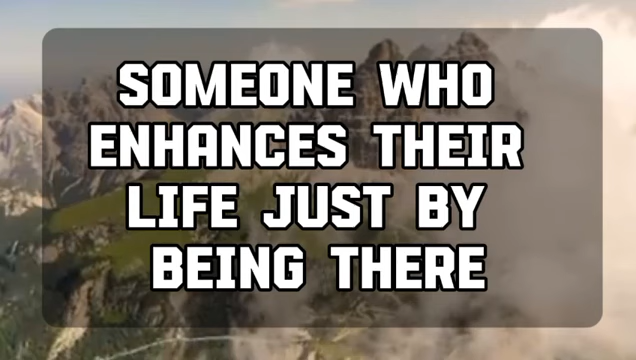 SOMEONE WHO
ENHANCES THEIR
LIFE JUST BY
BEING THERE